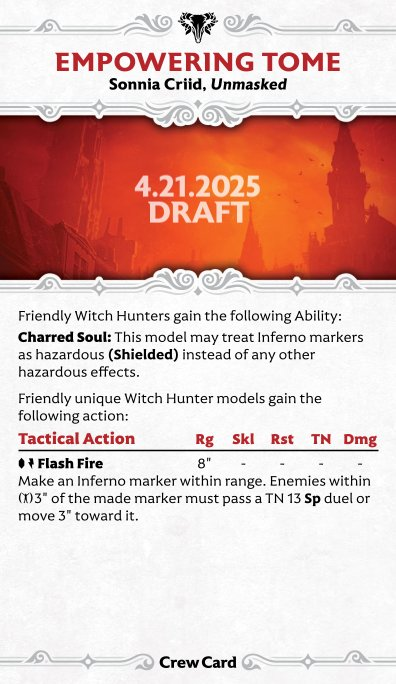 EMPOWERING TOME
Sonnia Criid, Unmasked
4.21.2025
DRAFT
Friendly Witch Hunters gain the following Ability:
Charred Soul: This model may treat Inferno markers
as hazardous (Shielded) instead of any other
hazardous effects.
Friendly unique Witch Hunter models gain the
following action:
Tactical Action Rg Skl Rst TN Dmg
Flash Fire 8" - - - -
Make an Inferno marker within range. Enemies within
3" of the made marker must pass a TN 13 Sp duel or
move 3" toward it.
Crew Card